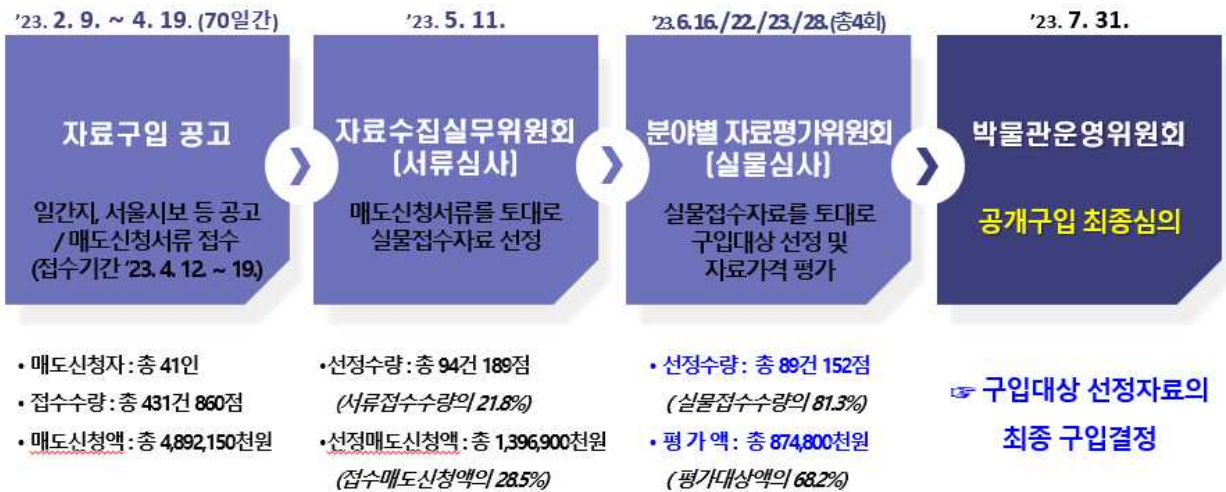 '23. 2. 9. ~ 4. 19. (70일간)
자료구입 공고
일간지, 서울시보 등 공고
/ 매도신청서류 접수
(접수기간 '23. 4. 12. ~ 19.)
• 매도신청자 : 총 41인
• 접수수량 : 총 431건 860점
• 매도신청액 : 총 4,892,150천원
'23. 5. 11.
자료수집실무위원회
(서류심사)
매도신청서류를 토대로
실물접수자료 선정
•선정수량 : 총 94건 189점
(서류접수수량의 21.8%)
•선정매도신청액 : 총 1,396,900천원
(접수매도신청액의 28.5%)
'23.6.16./22./23./28.(총4회)
분야별 자료평가위원회
(실물심사)
실물접수자료를 토대로
구입대상 선정 및
자료가격 평가
• 선정수량 : 총 89건 152점
( 실물접수수량의 81.3%)
• 평 가 액 : 총 874,800천원
( 평가대상액의 68.2%)
'23. 7. 31.
박물관운영위원회
공개구입 최종심의
☞ 구입대상 선정자료의
최종 구입결정